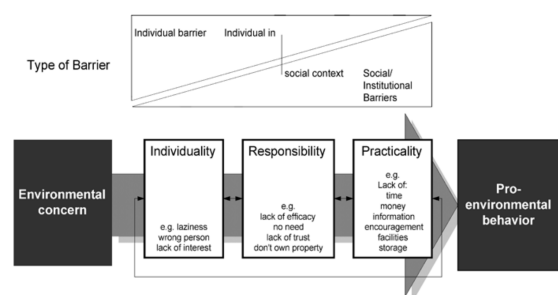 Individual barrier
Individual in
social context
Social/
Institutional
Barriers
Type of Barrier
Environmental
concern
Individuality
e.g. laziness
wrong person
lack of interest
Responsibility
e.g.
lack of efficacy
no need
lack of trust
don't own property
Practicality
e.g.
Lack of:
time
money
information
encouragement
facilities
storage
Pro-
environmental
behavior